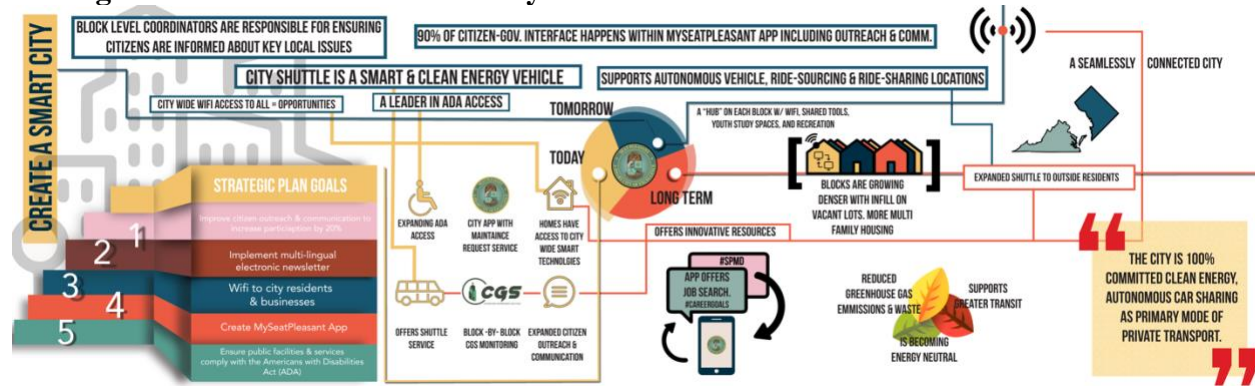 CREATE A SMART CITY
BLOCK LEVEL COORDINATORS ARE RESPONSIBLE FOR ENSURING
CITIZENS ARE INFORMED ABOUT KEY LOCAL ISSUES
90% OF CITIZEN-GOV. INTERFACE HAPPENS WITHIN MYSEATPLEASANT APP INCLUDING OUTREACH & COMM.
CITY SHUTTLE IS A SMART & CLEAN ENERGY VEHICLE
SUPPORTS AUTONOMOUS VEHICLE, RIDE-SOURCING & RIDE-SHARING LOCATIONS
A SEAMLESSLY
CONNECTED CITY
CITY WIDE WIFI ACCESS TO ALL = OPPORTUNITIES
A LEADER IN ADA ACCESS
TOMORROW
TODAY
LONG TERM
A "HUB" ON EACH BLOCK W/ WIFI, SHARED TOOLS,
YOUTH STUDY SPACES, AND RECREATION
BLOCKS ARE GROWING
DENSER WITH INFILL ON
VACANT LOTS. MORE MULTI
FAMILY HOUSING
EXPANDED SHUTTLE TO OUTSIDE RESIDENTS
STRATEGIC PLAN GOALS
1
Improve citizen outreach & communication to
increase participation by 20%
2
Implement multi-lingual
electronic newsletter
3
Wifi to city residents
& businesses
4
Create MySeatPleasant App
5
Ensure public facilities & services
comply with the Americans with Disabilities
Act (ADA)
EXPANDING ADA
ACCESS
CITY APP WITH
MAINTAINCE
REQUEST SERVICE
HOMES HAVE
ACCESS TO CITY
WIDE SMART
TECHNOLGIES
OFFERS INNOVATIVE RESOURCES
CGS
OFFERS SHUTTLE
SERVICE
BLOCK -BY- BLOCK
CGS MONITORING
EXPANDED CITIZEN
OUTREACH &
COMMUNICATION
#SPMD
APP OFFERS
JOB SEARCH.
#CAREERGOALS
REDUCED
GREENHOUSE GAS
EMMISSIONS & WASTE
SUPPORTS
GREATER TRANSIT
IS BECOMING
ENERGY NEUTRAL
THE CITY IS 100%
COMMITTED CLEAN ENERGY,
AUTONOMOUS CAR SHARING
AS PRIMARY MODE OF
PRIVATE TRANSPORT.